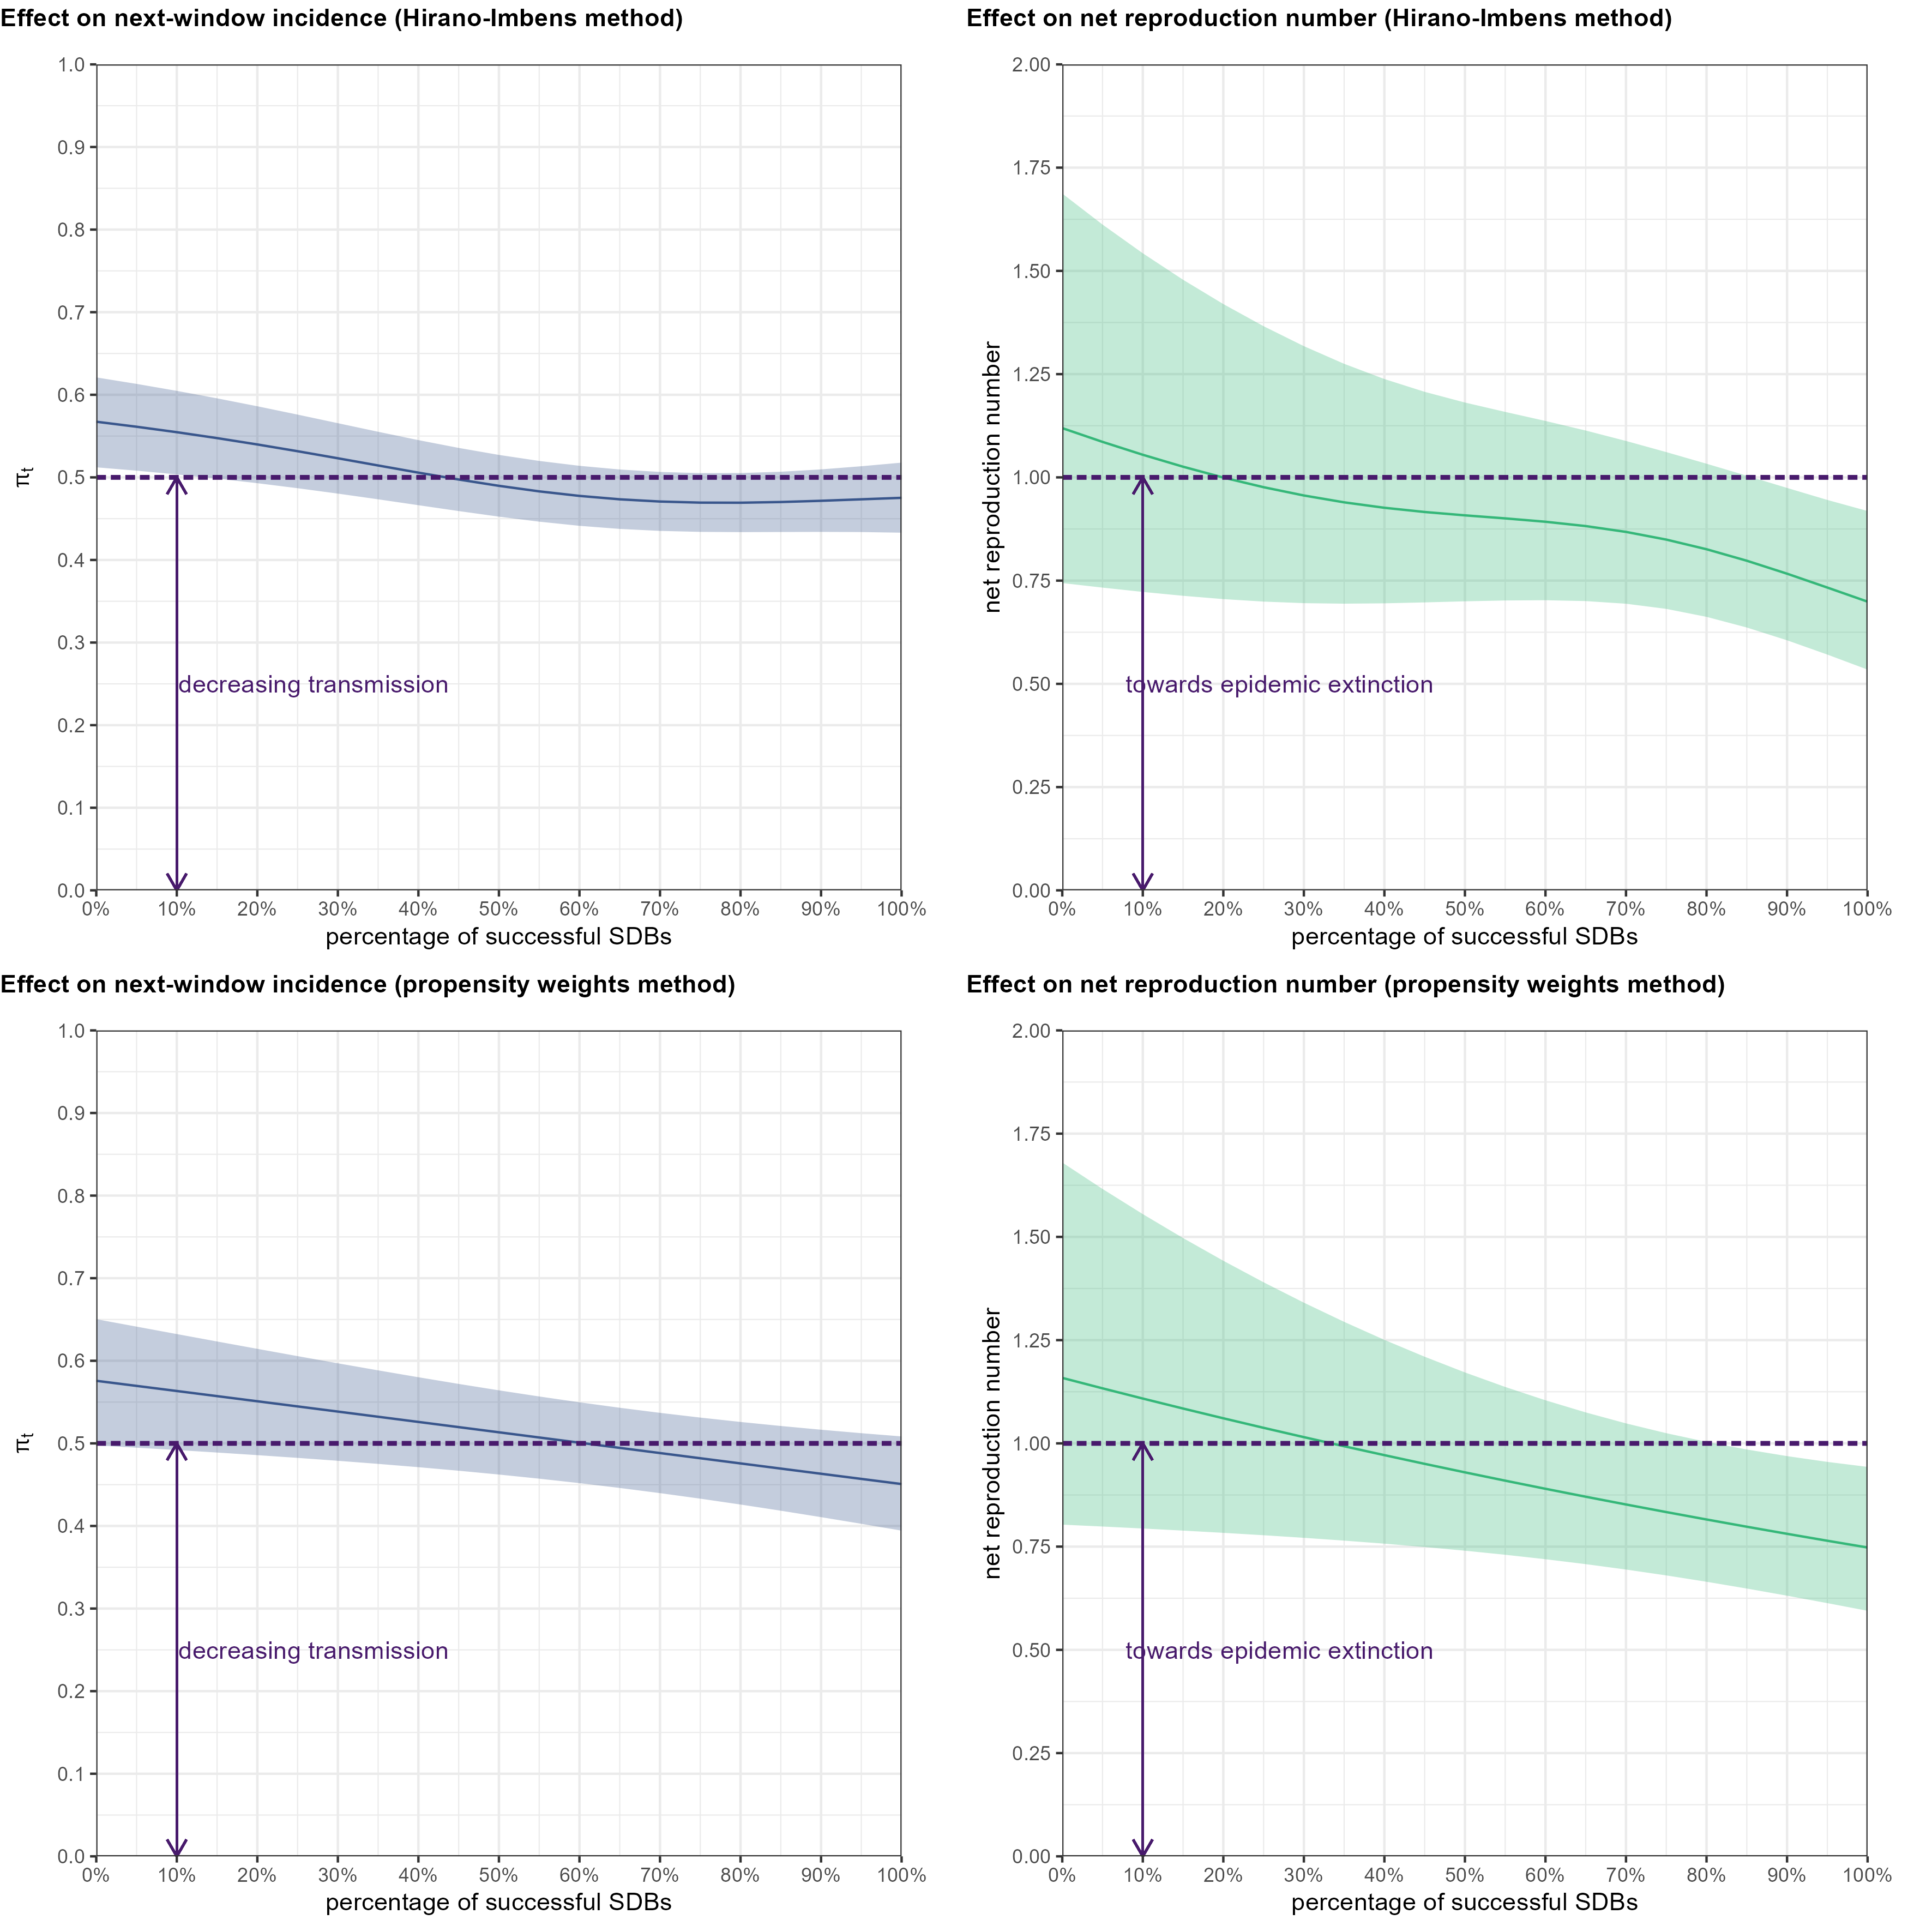 Effect on next-window incidence (Hirano-Imbens method)
1.0
0.9
0.8
0.7
0.6
0.5
0.4
0.3
0.2
0.1
0.0
πt
decreasing transmission
0% 10% 20% 30% 40% 50% 60% 70% 80% 90% 100%
percentage of successful SDBs
Effect on net reproduction number (Hirano-Imbens method)
2.00
1.75
1.50
1.25
1.00
0.75
0.50
0.25
0.00
net reproduction number
towards epidemic extinction
0% 10% 20% 30% 40% 50% 60% 70% 80% 90% 100%
percentage of successful SDBs
Effect on next-window incidence (propensity weights method)
1.0
0.9
0.8
0.7
0.6
0.5
0.4
0.3
0.2
0.1
0.0
πt
decreasing transmission
0% 10% 20% 30% 40% 50% 60% 70% 80% 90% 100%
percentage of successful SDBs
Effect on net reproduction number (propensity weights method)
2.00
1.75
1.50
1.25
1.00
0.75
0.50
0.25
0.00
net reproduction number
towards epidemic extinction
0% 10% 20% 30% 40% 50% 60% 70% 80% 90% 100%
percentage of successful SDBs